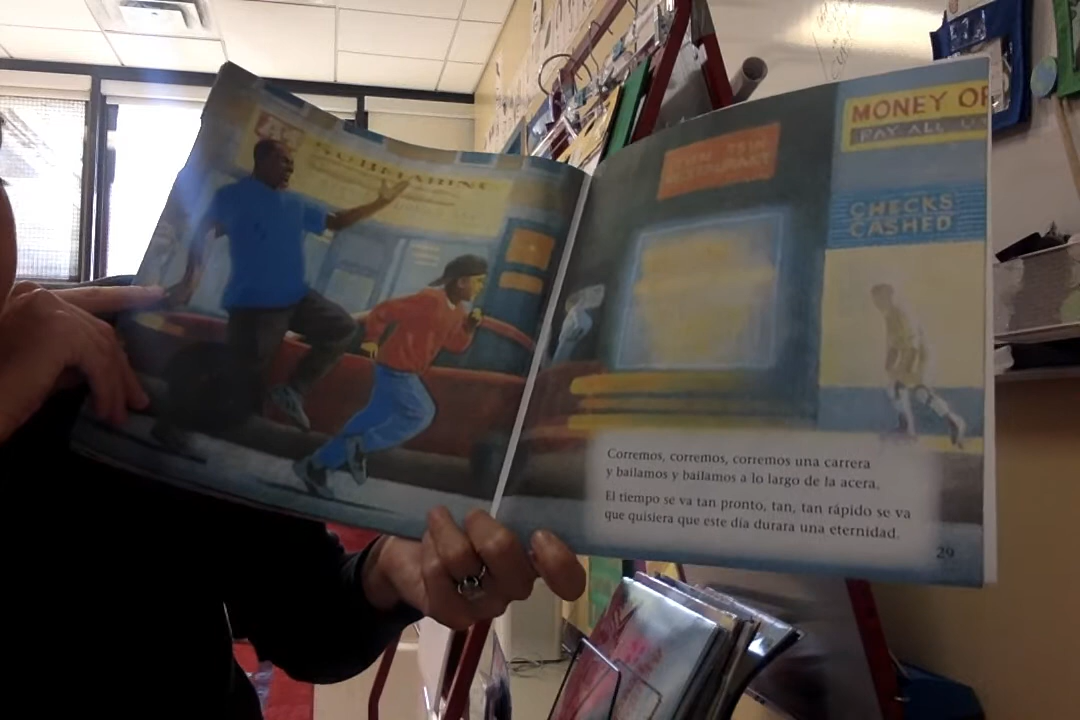 SUBMARINE
MONEY OR
PAY ALL
CHECKS
CASHED
Corremos, corremos, corremos una carrera
y bailamos y bailamos a lo largo de la acera.
El tiempo se va tan pronto, tan, tan rápido se va
que quisiera que este día durara una eternidad.
29